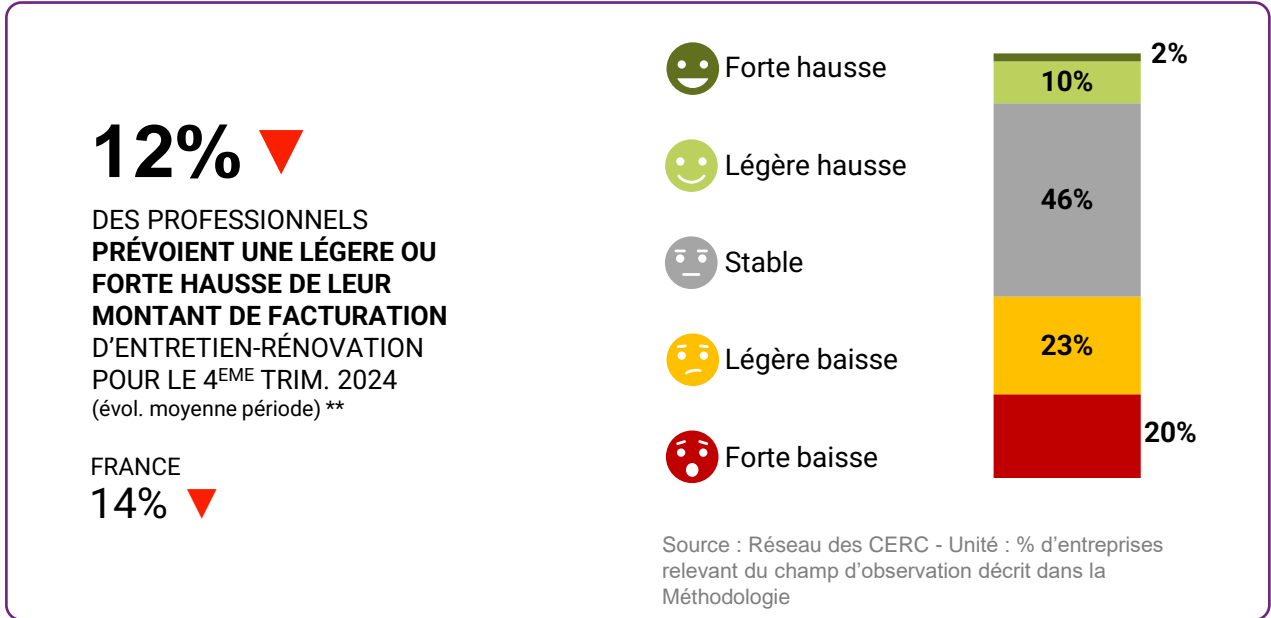 12%
DES PROFESSIONNELS
PRÉVOIENT UNE LÉGERE OU
FORTE HAUSSE DE LEUR
MONTANT DE FACTURATION
D’ENTRETIEN-RÉNOVATION
POUR LE 4EME TRIM. 2024
(évol. moyenne période) **
FRANCE
14%
Forte hausse
Légère hausse
Stable
Légère baisse
Forte baisse
2%
10%
46%
23%
20%
Source : Réseau des CERC - Unité : % d’entreprises
relevant du champ d’observation décrit dans la
Méthodologie